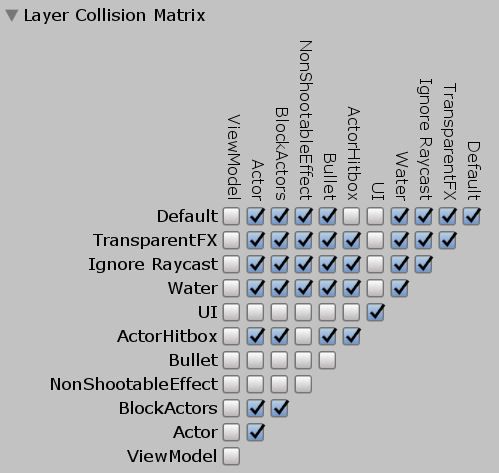 Layer Collision Matrix
ViewModel
Actor
BlockActors
NonShootableEffect
Bullet
ActorHitbox
UI
Water
Ignore Raycast
TransparentFX
Default
Default
TransparentFX
Ignore Raycast
Water
UI
ActorHitbox
Bullet
NonShootableEffect
BlockActors
Actor
ViewModel